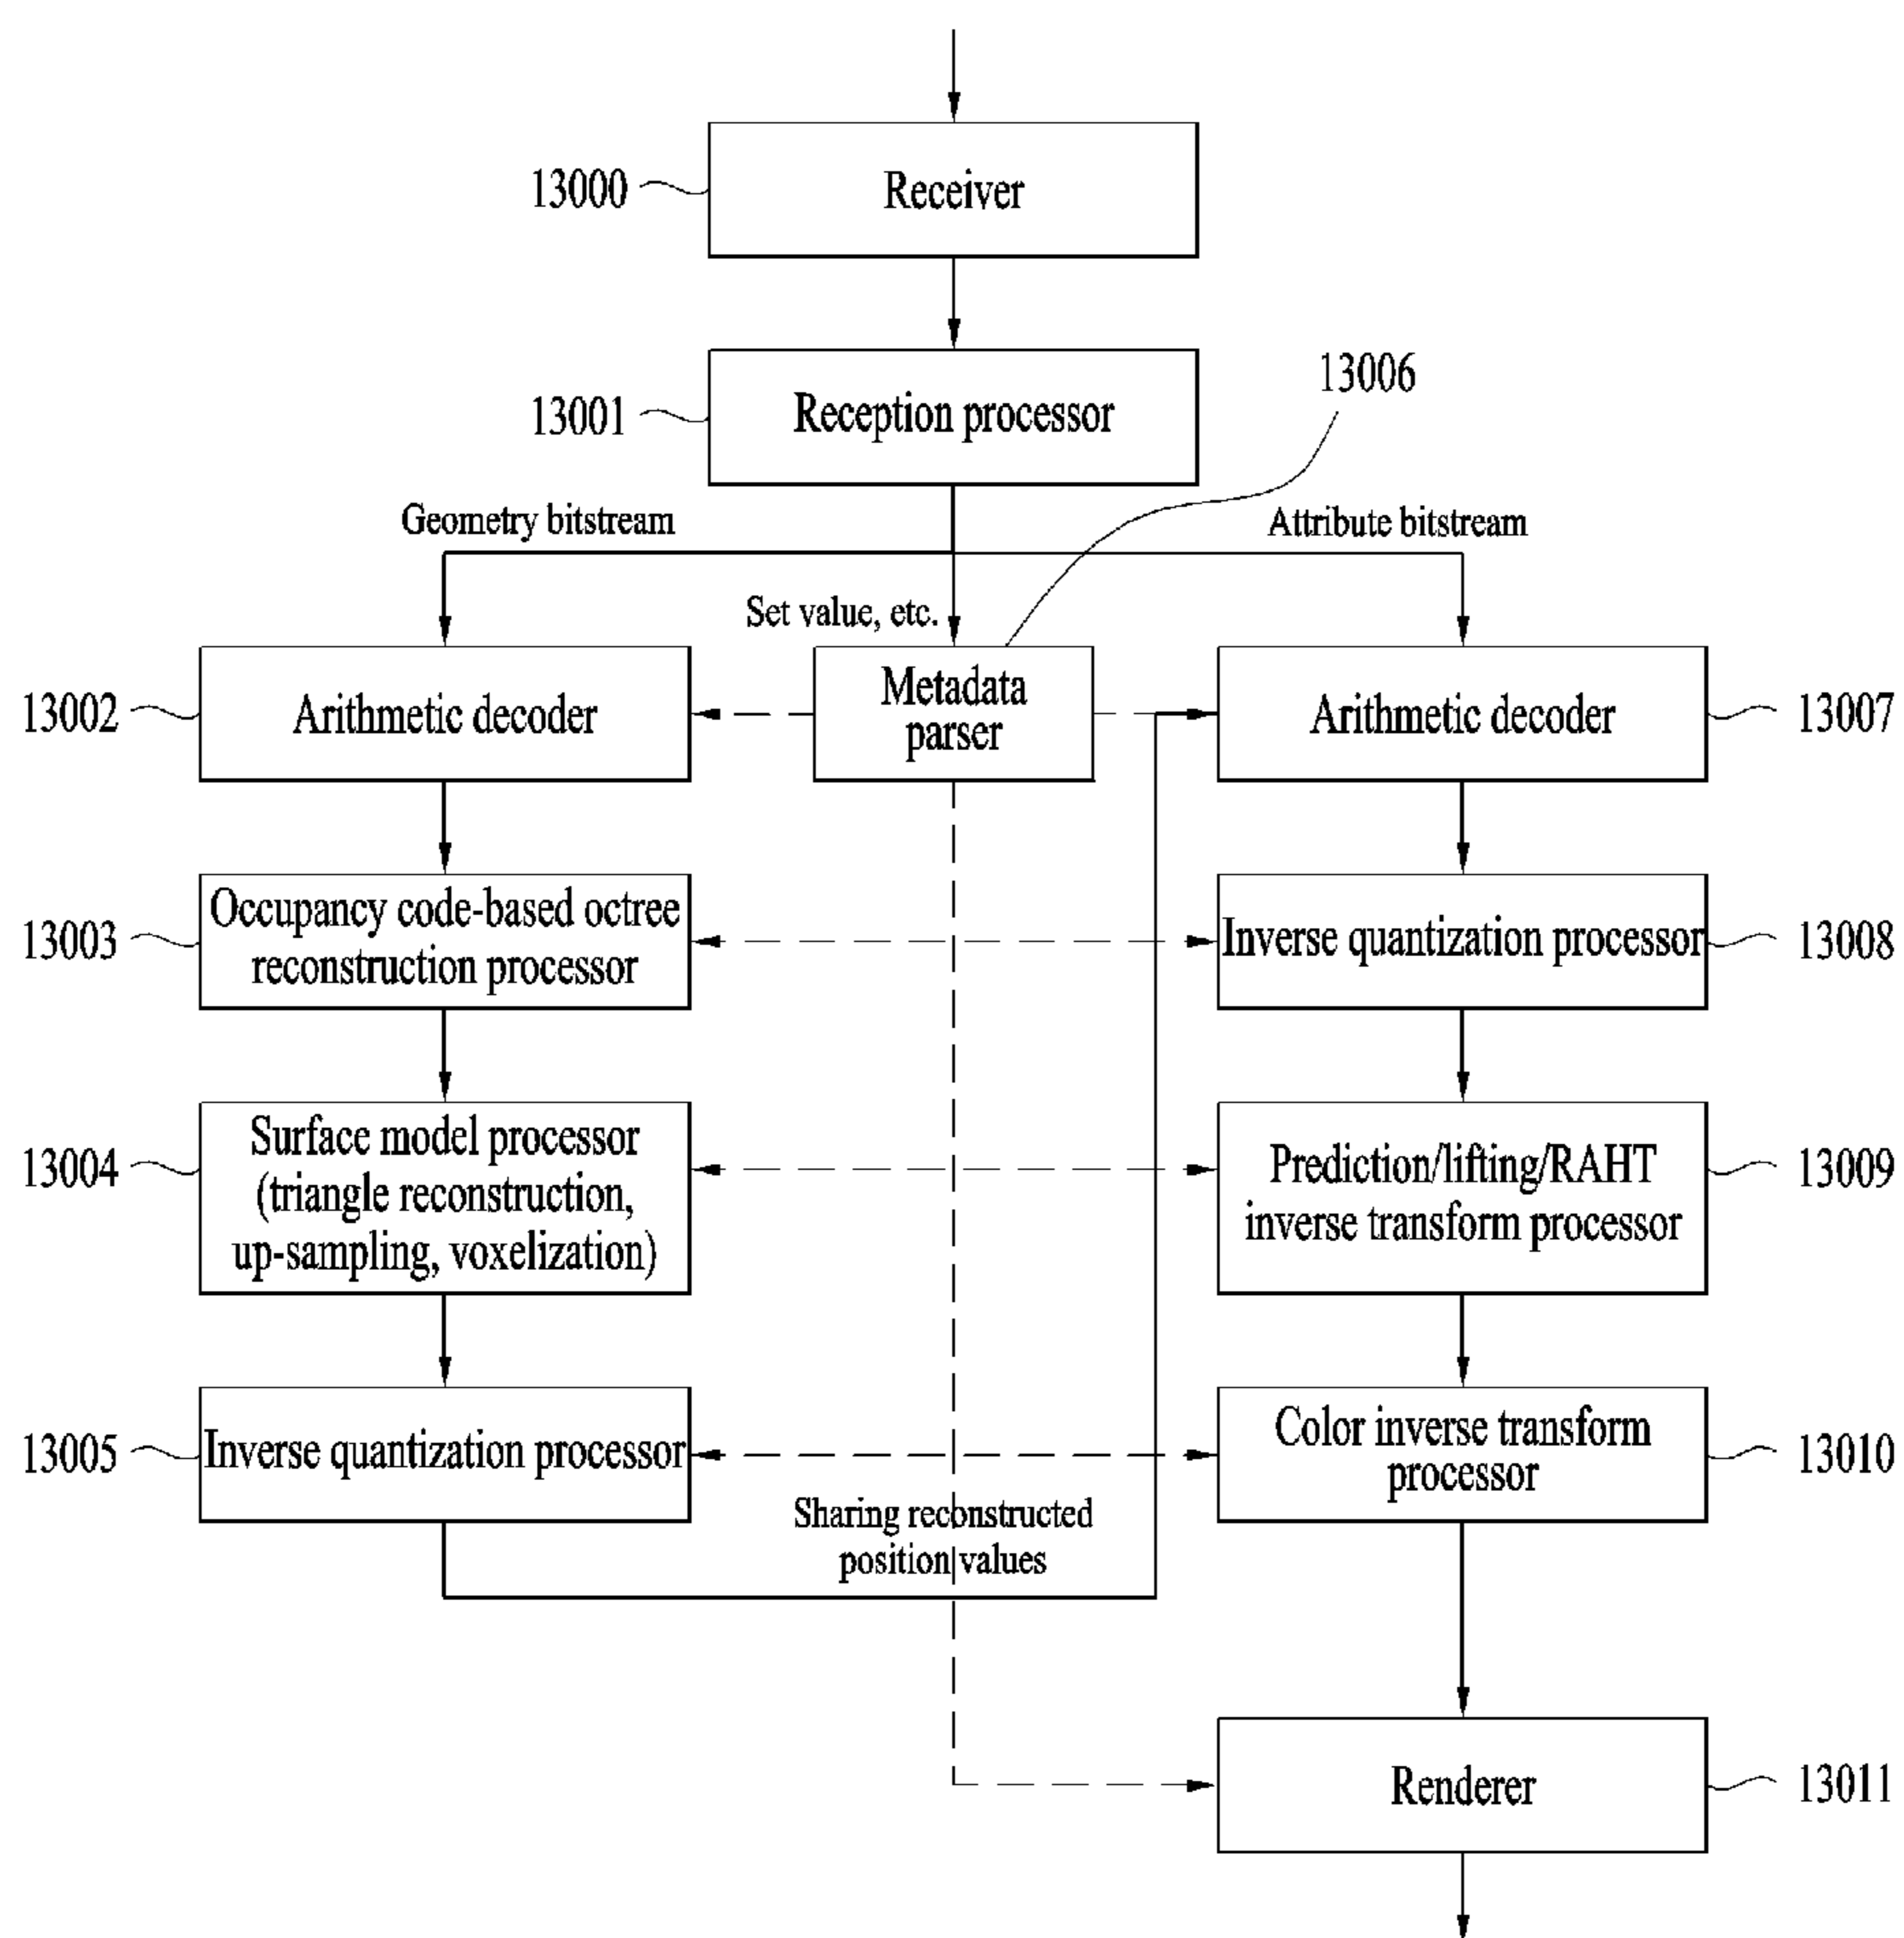 13000
Receiver
13001
Reception processor
13006
Geometry bitstream
Attribute bitstream
Set value, etc.
13002
Arithmetic decoder
Metadata
parser
Arithmetic decoder
13007
13003
Occupancy code-based octree
reconstruction processor
Inverse quantization processor
13008
13004
Surface model processor
(triangle reconstruction,
up-sampling, voxelization)
Prediction/lifting/RAHT
inverse transform processor
13009
13005
Inverse quantization processor
Color inverse transform
processor
13010
Sharing reconstructed
position values
Renderer
13011